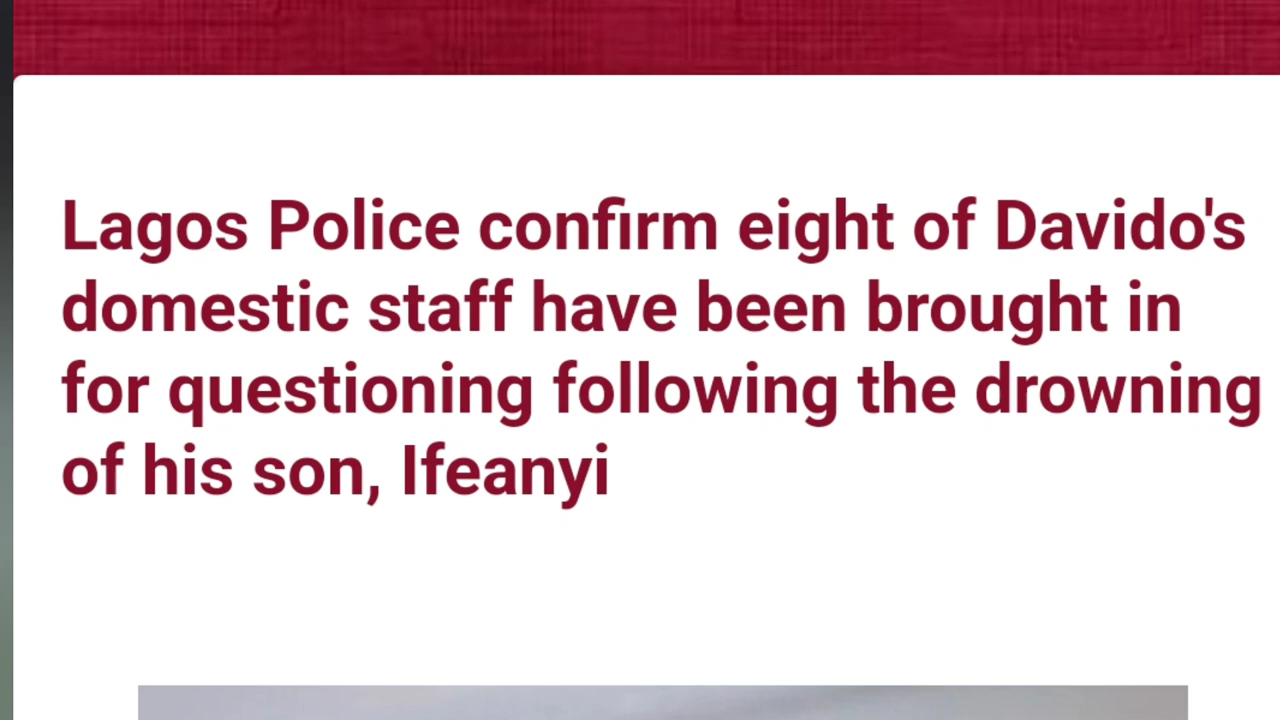 Lagos Police confirm eight of Davido's
domestic staff have been brought in
for questioning following the drowning
of his son, Ifeanyi